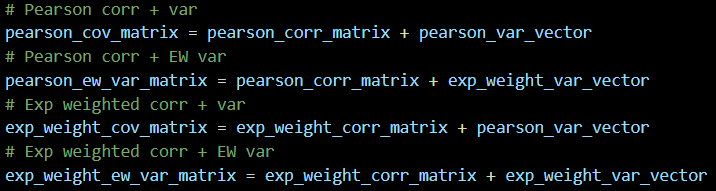 # Pearson corr + var
pearson_cov_matrix = pearson_corr_matrix + pearson_var_vector
# Pearson corr + EW var
pearson_ew_var_matrix = pearson_corr_matrix + exp_weight_var_vector
# Exp weighted corr + var
exp_weight_cov_matrix = exp_weight_corr_matrix + pearson_var_vector
# Exp weighted corr + EW var
exp_weight_ew_var_matrix = exp_weight_corr_matrix + exp_weight_var_vector